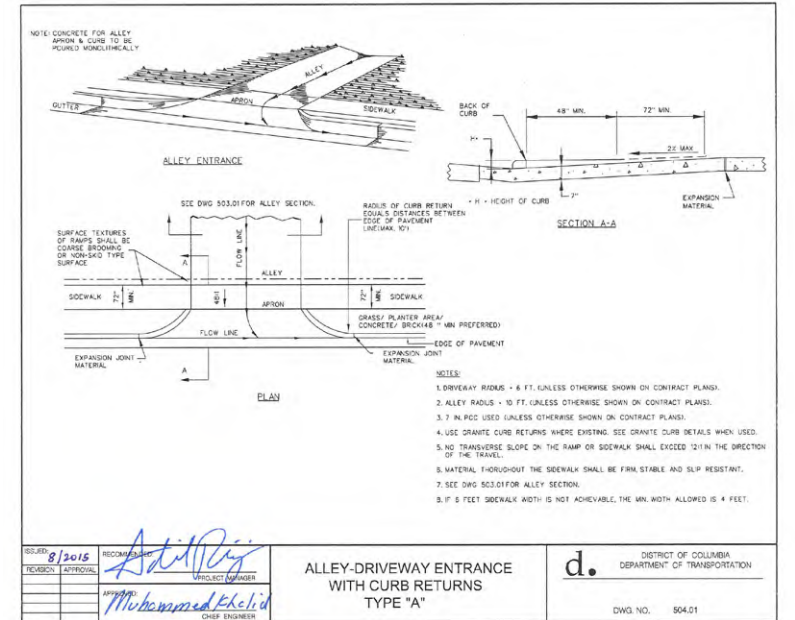 NOTE: CONCRETE FOR ALLEY
APRON & CURB TO BE
POURED MONOLITHICALLY
ALLEY
GUTTER
APRON
SIDEWALK
ALLEY ENTRANCE
BACK OF
CURB
48" MIN.
72" MIN.
H*
2% MAX
7"
* H = HEIGHT OF CURB
EXPANSION
MATERIAL
SECTION A-A
SEE DWG 503.01 FOR ALLEY SECTION.
RADIUS OF CURB RETURN
EQUALS DISTANCES BETWEEN
EDGE OF PAVEMENT
LINE(MAX. 10')
SURFACE TEXTURES
OF RAMPS SHALL BE
COARSE BROOMING
OR NON-SKID TYPE
SURFACE
A
FLOW LINE
ALLEY
SIDEWALK
72"
MIN.
48"
APRON
72"
MIN.
SIDEWALK
GRASS/ PLANTER AREA/
CONCRETE/ BRICK(48 " MIN PREFERRED)
FLOW LINE
EDGE OF PAVEMENT
EXPANSION JOINT
MATERIAL
EXPANSION JOINT
MATERIAL
A
PLAN
NOTES:
1. DRIVEWAY RADIUS = 6 FT. (UNLESS OTHERWISE SHOWN ON CONTRACT PLANS).
2. ALLEY RADIUS = 10 FT. (UNLESS OTHERWISE SHOWN ON CONTRACT PLANS).
3. 7 IN. PCC USED (UNLESS OTHERWISE SHOWN ON CONTRACT PLANS).
4. USE GRANITE CURB RETURNS WHERE EXISTING. SEE GRANITE CURB DETAILS WHEN USED.
5. NO TRANSVERSE SLOPE ON THE RAMP OR SIDEWALK SHALL EXCEED 12:1 IN THE DIRECTION
OF THE TRAVEL.
6. MATERIAL THORUGHOUT THE SIDEWALK SHALL BE FIRM, STABLE AND SLIP RESISTANT.
7. SEE DWG 503.01 FOR ALLEY SECTION.
8. IF 6 FEET SIDEWALK WIDTH IS NOT ACHIEVABLE, THE MIN. WIDTH ALLOWED IS 4 FEET.
ISSUED: 8/2015
REVISION APPROVAL
RECOMMENDED:
PROJECT MANAGER
APPROVED:
Muhammed Khalid
CHIEF ENGINEER
ALLEY-DRIVEWAY ENTRANCE
WITH CURB RETURNS
TYPE "A"
d.
DISTRICT OF COLUMBIA
DEPARTMENT OF TRANSPORTATION
DWG. NO. 504.01